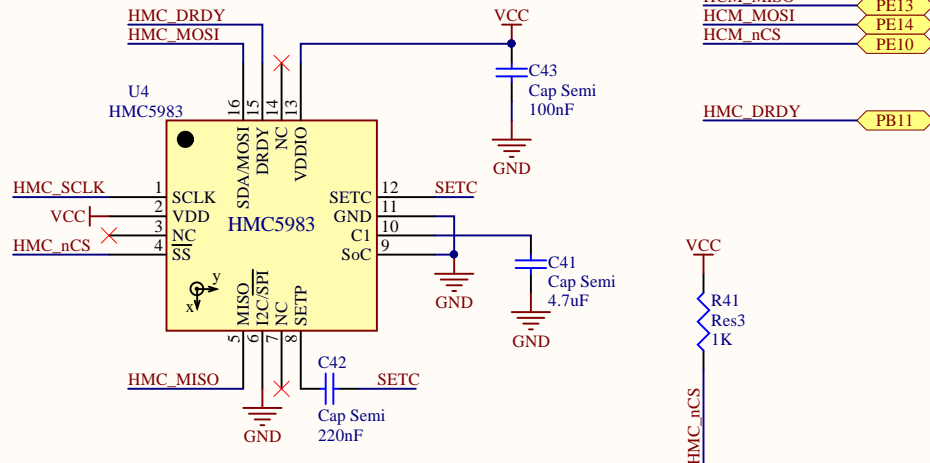 HMC_DRDY
HMC_MOSI
VCC
HCM_MISO
PE13
HCM_MOSI
PE14
HCM_nCS
PE10
C43
Cap Semi
100nF
GND
U4
HMC5983
16
15
14
13
SDA/MOSI
DRDY
NC
VDDIO
HMC_DRDY
PB11
HMC_SCLK
1
SCLK
VCC
2
VDD
3
NC
HMC_nCS
4
SS
HMC5983
SETC
12
SETC
GND
11
C1
10
SoC
9
y
x
MISO
I2C/SPI
NC
SETP
5
6
7
8
GND
C41
Cap Semi
4.7uF
GND
VCC
R41
Res3
1K
HMC_nCS
HMC_MISO
GND
C42
SETC
Cap Semi
220nF